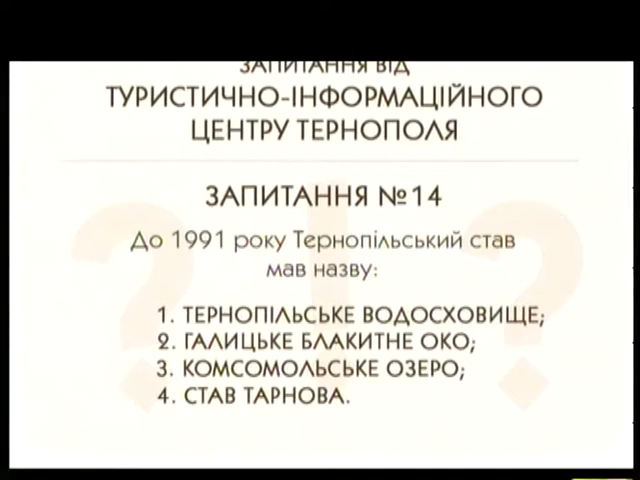 ЗАПИТАННЯ ВІД
ТУРИСТИЧНО-ІНФОРМАЦІЙНОГО
ЦЕНТРУ ТЕРНОПОЛЯ
ЗАПИТАННЯ №14
До 1991 року Тернопільський став
мав назву:
1. ТЕРНОПІЛЬСЬКЕ ВОДОСХОВИЩЕ;
2. ГАЛИЦЬКЕ БЛАКИТНЕ ОКО;
3. КОМСОМОЛЬСЬКЕ ОЗЕРО;
4. СТАВ ТАРНОВА.